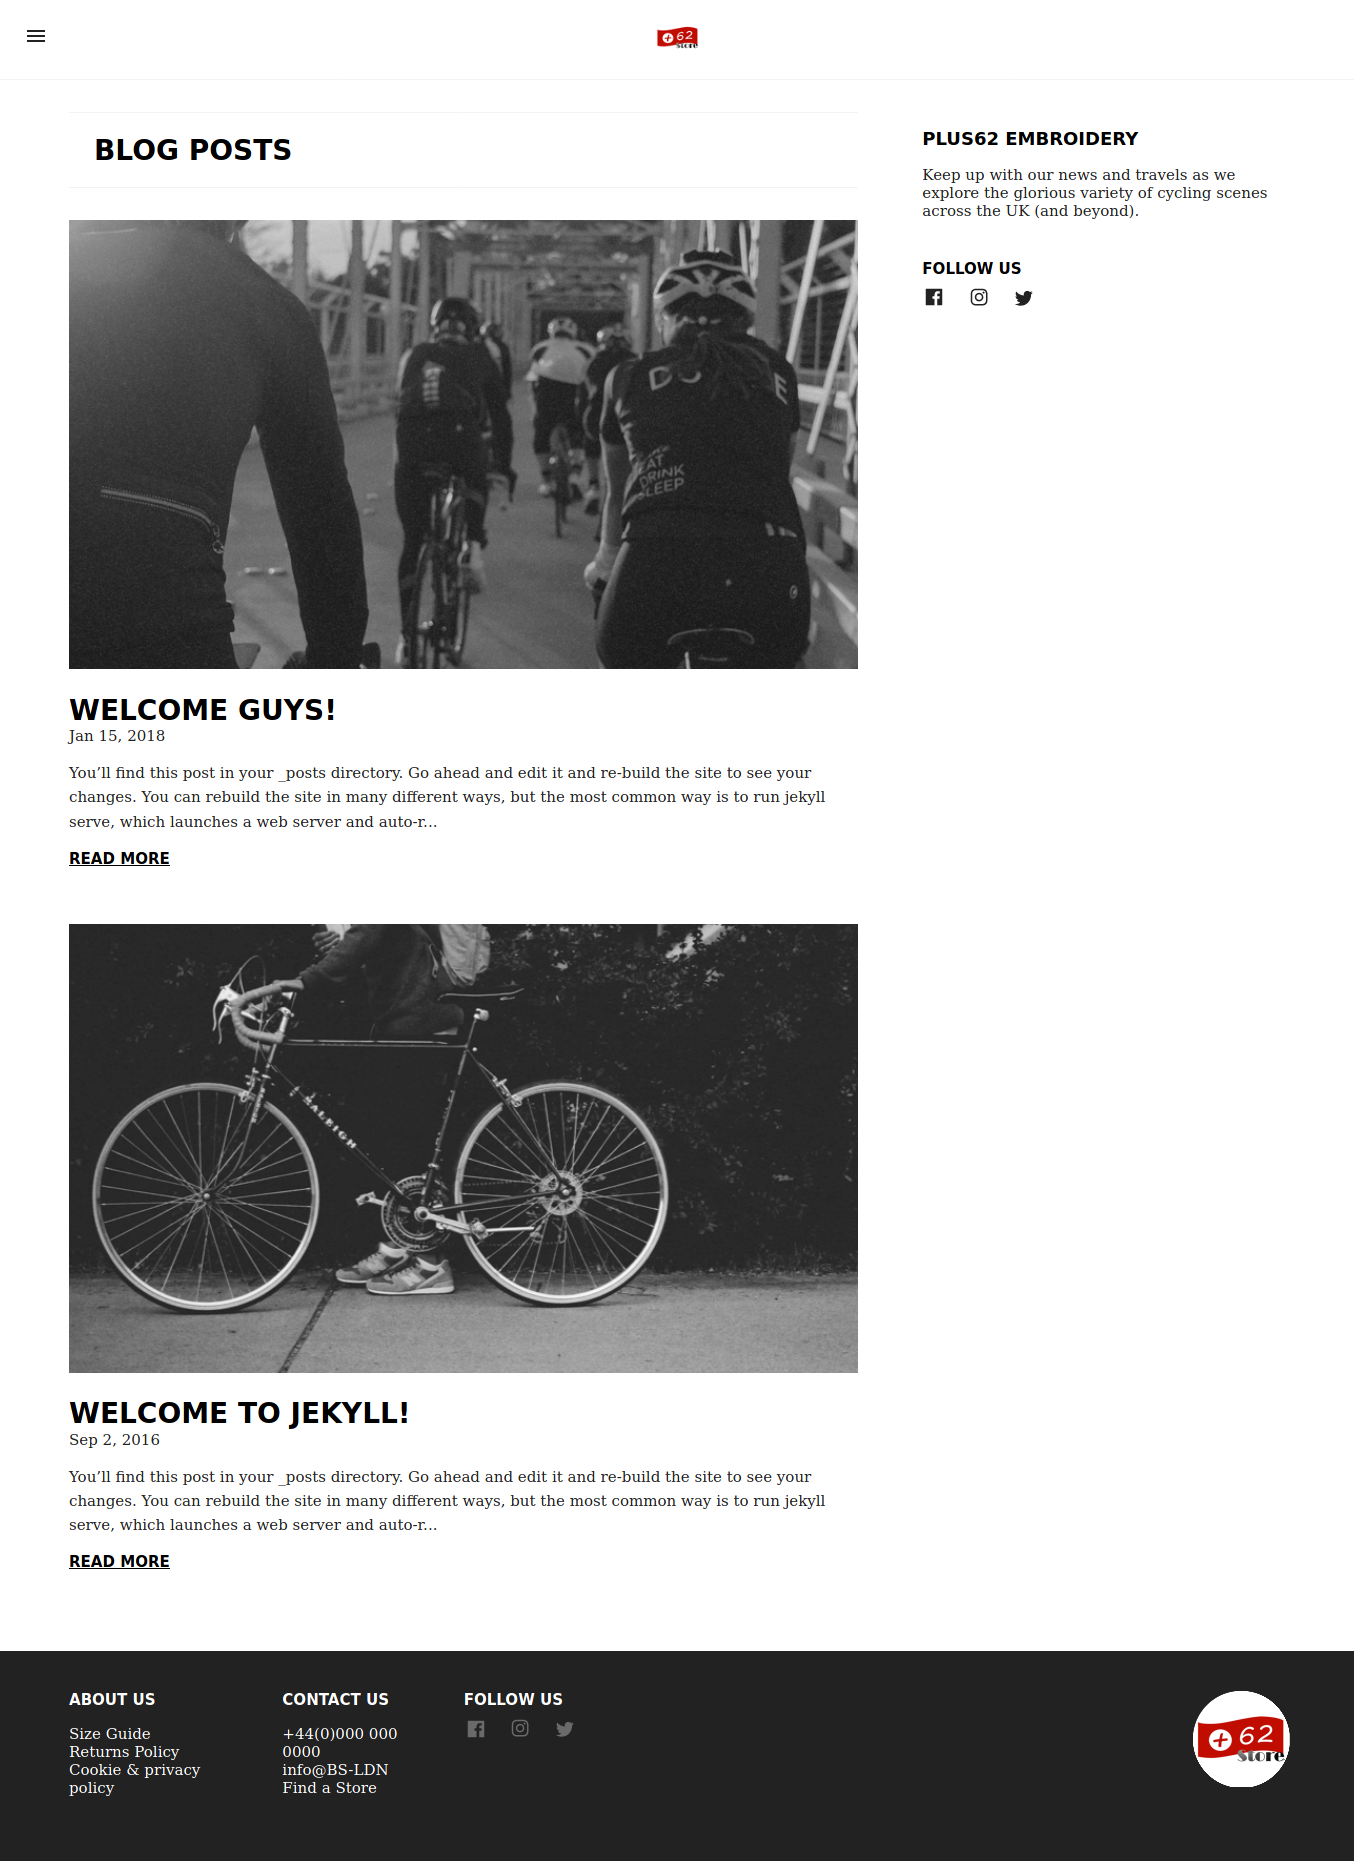 + 62
Store
BLOG POSTS
EAT
DRINK
SLEEP
WELCOME GUYS!
Jan 15, 2018
You’ll find this post in your _posts directory. Go ahead and edit it and re-build the site to see your
changes. You can rebuild the site in many different ways, but the most common way is to run jekyll
serve, which launches a web server and auto-r...
READ MORE
RALEIGH
WELCOME TO JEKYLL!
Sep 2, 2016
You’ll find this post in your _posts directory. Go ahead and edit it and re-build the site to see your
changes. You can rebuild the site in many different ways, but the most common way is to run jekyll
serve, which launches a web server and auto-r...
READ MORE
PLUS62 EMBROIDERY
Keep up with our news and travels as we
explore the glorious variety of cycling scenes
across the UK (and beyond).
FOLLOW US
ABOUT US
Size Guide
Returns Policy
Cookie & privacy
policy
CONTACT US
+44(0)000 000
0000
info@BS-LDN
Find a Store
FOLLOW US
+ 62
Store